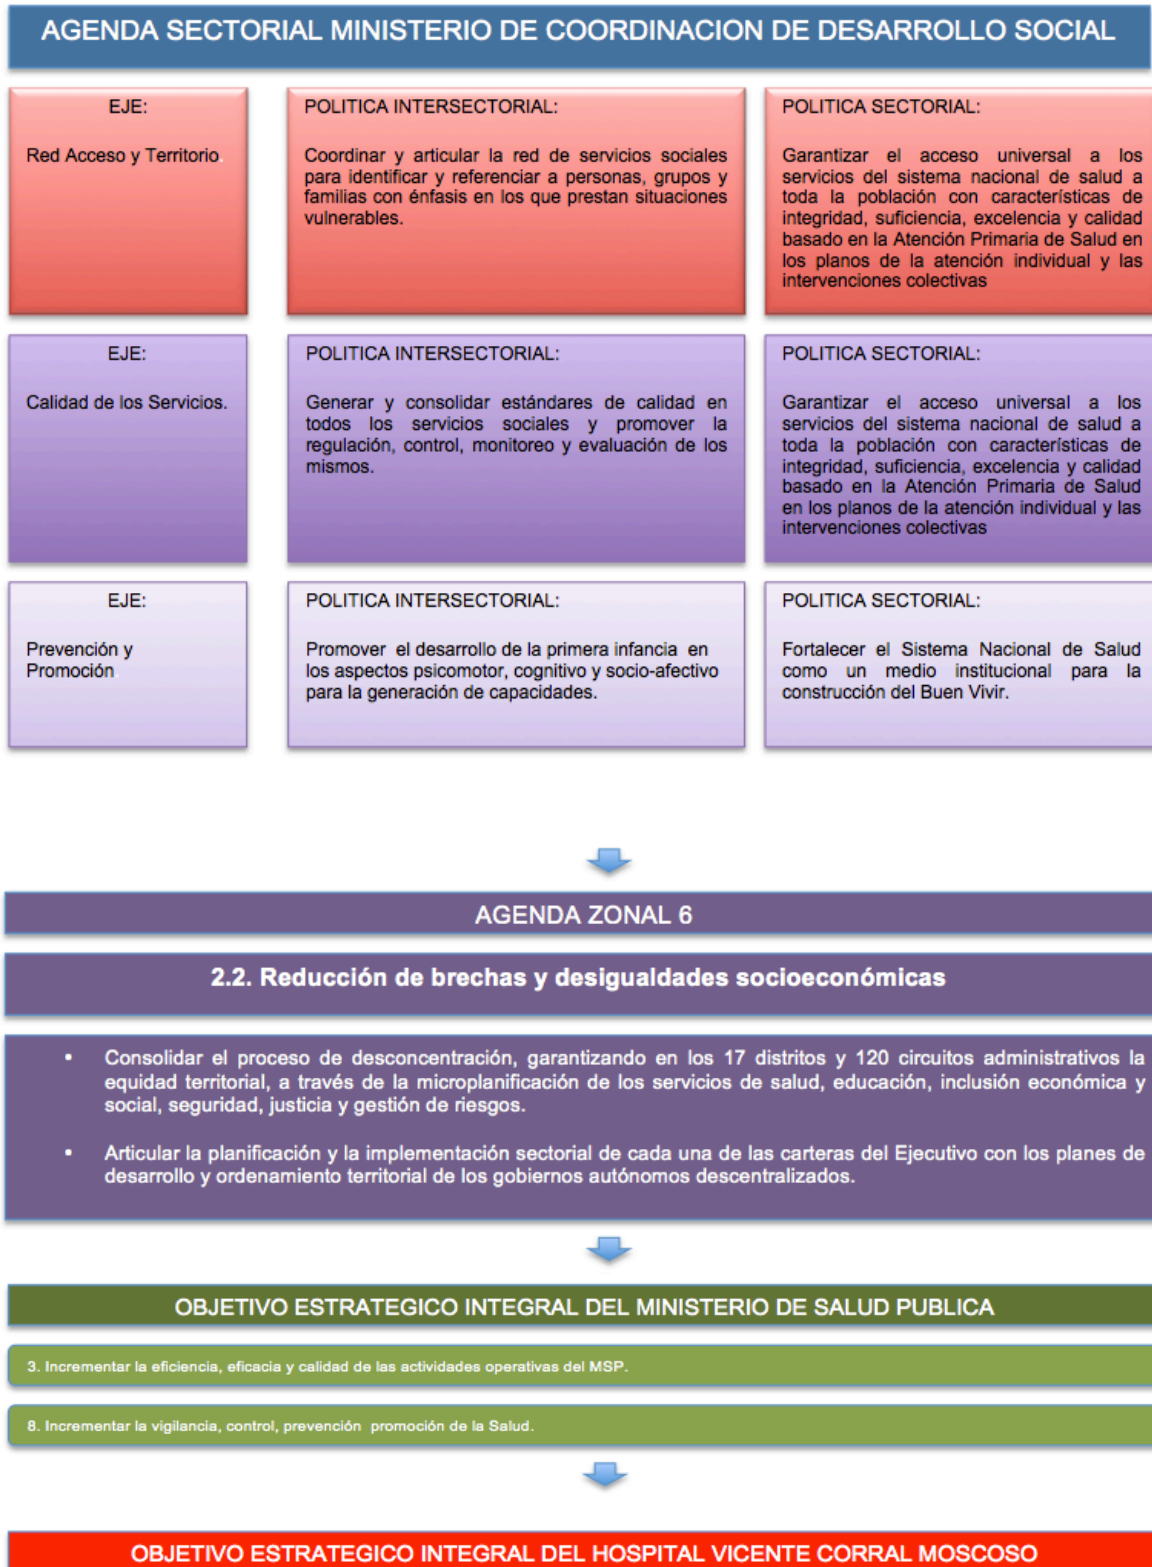 AGENDA SECTORIAL MINISTERIO DE COORDINACION DE DESARROLLO SOCIAL
EJE:
Red Acceso y Territorio.
POLITICA INTERSECTORIAL:
Coordinar y articular la red de servicios sociales
para identificar y referenciar a personas, grupos y
familias con énfasis en los que prestan situaciones
vulnerables.
POLITICA SECTORIAL:
Garantizar el acceso universal a los
servicios del sistema nacional de salud a
toda la población con características de
integridad, suficiencia, excelencia y calidad
basado en la Atención Primaria de Salud en
los planos de la atención individual y las
intervenciones colectivas
EJE:
Calidad de los Servicios.
POLITICA INTERSECTORIAL:
Generar y consolidar estándares de calidad en
todos los servicios sociales y promover la
regulación, control, monitoreo y evaluación de los
mismos.
POLITICA SECTORIAL:
Garantizar el acceso universal a los
servicios del sistema nacional de salud a
toda la población con características de
integridad, suficiencia, excelencia y calidad
basado en la Atención Primaria de Salud
en los planos de la atención individual y las
intervenciones colectivas
EJE:
Prevención y
Promoción.
POLITICA INTERSECTORIAL:
Promover el desarrollo de la primera infancia en
los aspectos psicomotor, cognitivo y socio-afectivo
para la generación de capacidades.
POLITICA SECTORIAL:
Fortalecer el Sistema Nacional de Salud
como un medio institucional para la
construcción del Buen Vivir.
AGENDA ZONAL 6
2.2. Reducción de brechas y desigualdades socioeconómicas
• Consolidar el proceso de desconcentración, garantizando en los 17 distritos y 120 circuitos administrativos la
equidad territorial, a través de la microplanificación de los servicios de salud, educación, inclusión económica y
social, seguridad, justicia y gestión de riesgos.
• Articular la planificación y la implementación sectorial de cada una de las carteras del Ejecutivo con los planes de
desarrollo y ordenamiento territorial de los gobiernos autónomos descentralizados.
OBJETIVO ESTRATEGICO INTEGRAL DEL MINISTERIO DE SALUD PUBLICA
3. Incrementar la eficiencia, eficacia y calidad de las actividades operativas del MSP.
8. Incrementar la vigilancia, control, prevención promoción de la Salud.
OBJETIVO ESTRATEGICO INTEGRAL DEL HOSPITAL VICENTE CORRAL MOSCOSO